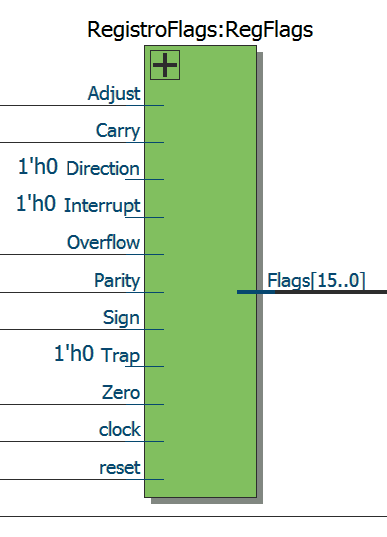 RegistroFlags:RegFlags
Adjust
Carry
1'h0 Direction
1'h0 Interrupt
Overflow
Parity
Flags[15..0]
Sign
1'h0 Trap
Zero
clock
reset